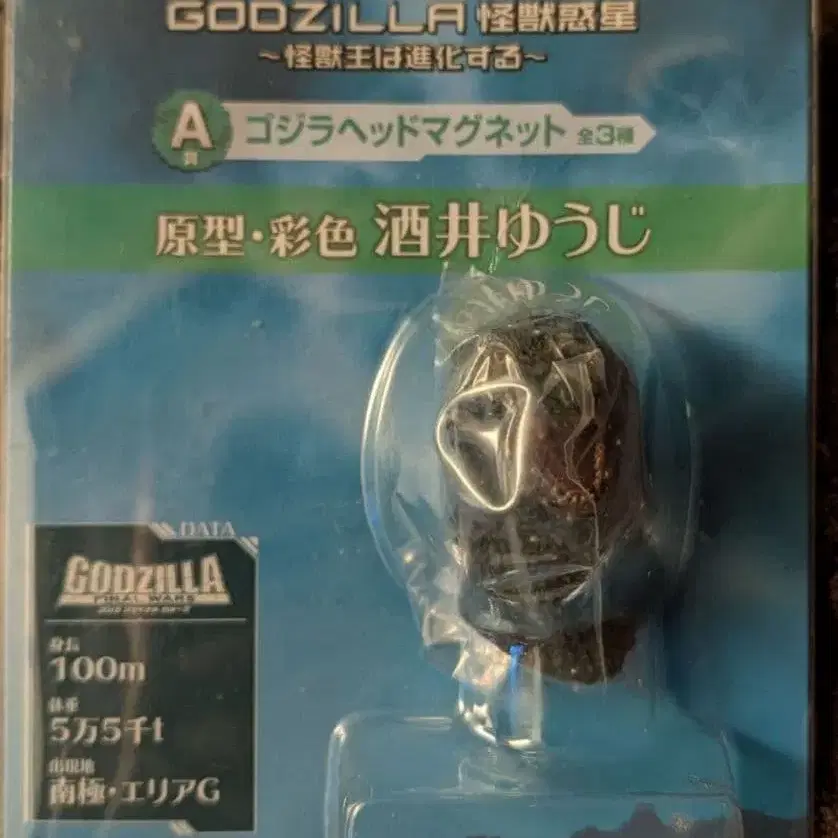 GODZILLA 怪獣惑星
~怪獣王は進化する~
A賞 ゴジラヘッドマグネット 全3種
原型・彩色 酒井ゆうじ
DATA
GODZILLA
FINAL WARS
身長
100m
体重
5万5千t
出現地
南極・エリアG